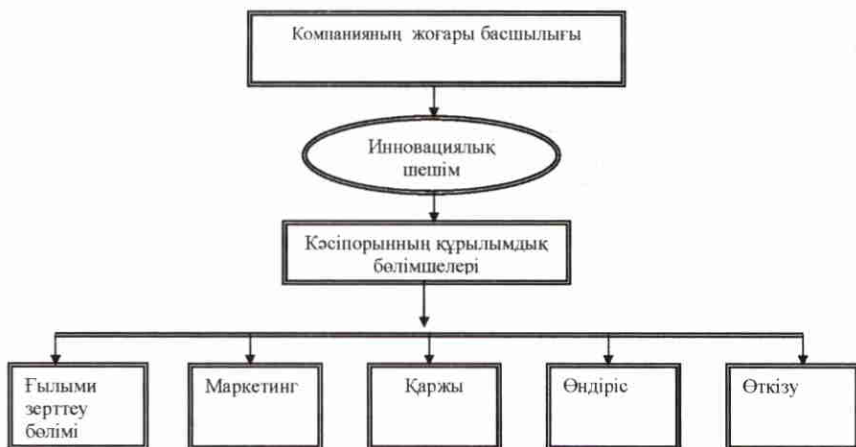 Компанияның жоғары басшылығы
Инновациялық
шешім
Кәсіпорынның құрылымдық
бөлімшелері
Ғылыми
зерттеу
бөлімі
Маркетинг
Қаржы
Өндіріс
Өткізу